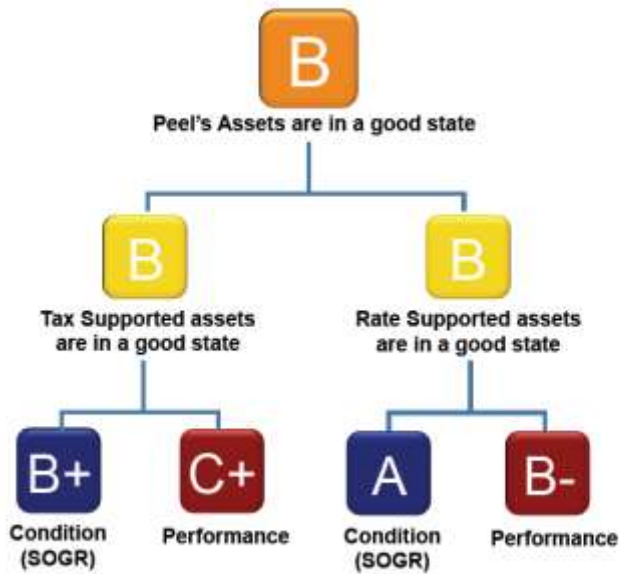 B
Peel's Assets are in a good state
B
B
Tax Supported assets
are in a good state
Rate Supported assets
are in a good state
B+
C+
A
B-
Condition
(SOGR)
Performance
Condition
(SOGR)
Performance